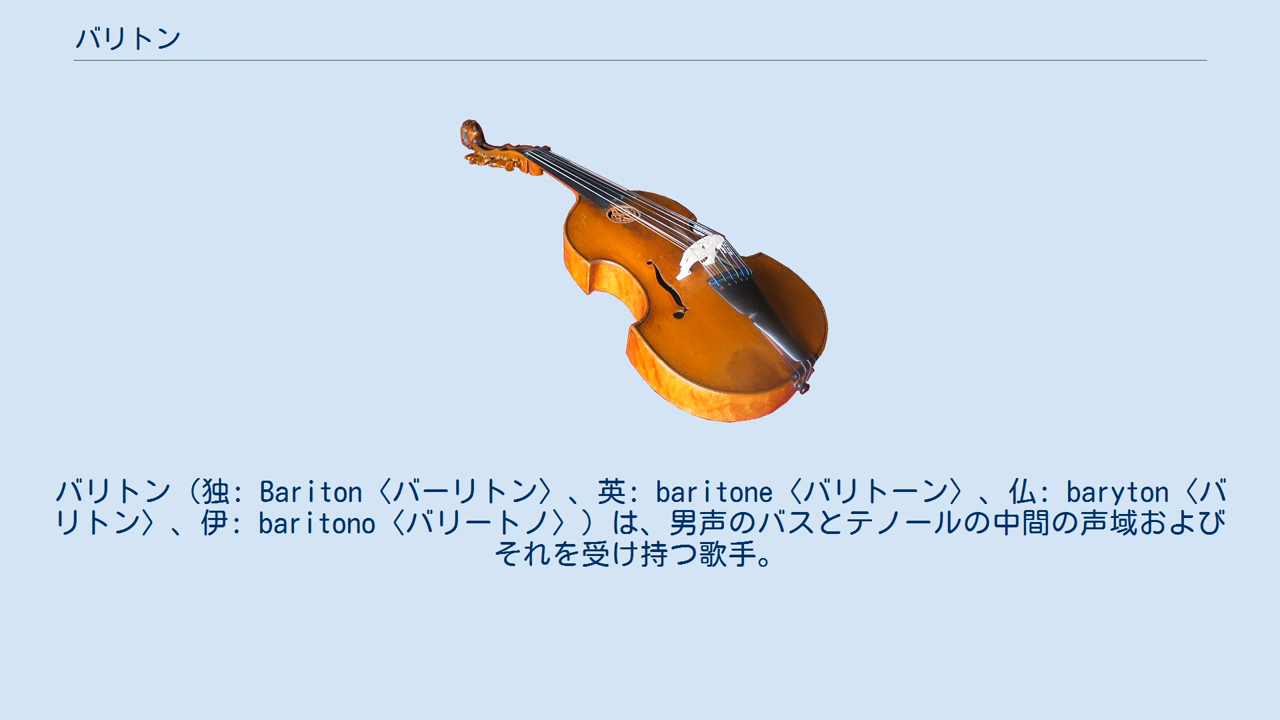 バリトン
バリトン（独: Bariton〈バーリトン〉、英: baritone〈バリトーン〉、仏: baryton〈バ
リトン〉、伊: baritono〈バリートノ〉）は、男声のバスとテノールの中間の声域および
それを受け持つ歌手。